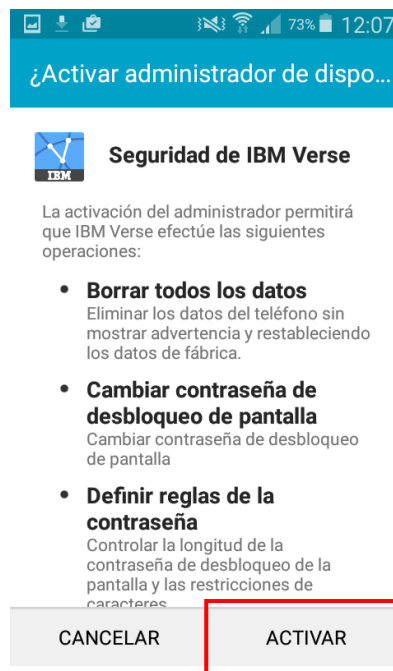 73% 12:07
¿Activar administrador de dispo...
IBM
Seguridad de IBM Verse
La activación del administrador permitirá
que IBM Verse efectúe las siguientes
operaciones:
• Borrar todos los datos
Eliminar los datos del teléfono sin
mostrar advertencia y restableciendo
los datos de fábrica.
• Cambiar contraseña de
desbloqueo de pantalla
Cambiar contraseña de desbloqueo
de pantalla
• Definir reglas de la
contraseña
Controlar la longitud de la
contraseña de desbloqueo de la
pantalla y las restricciones de
caracteres
CANCELAR ACTIVAR